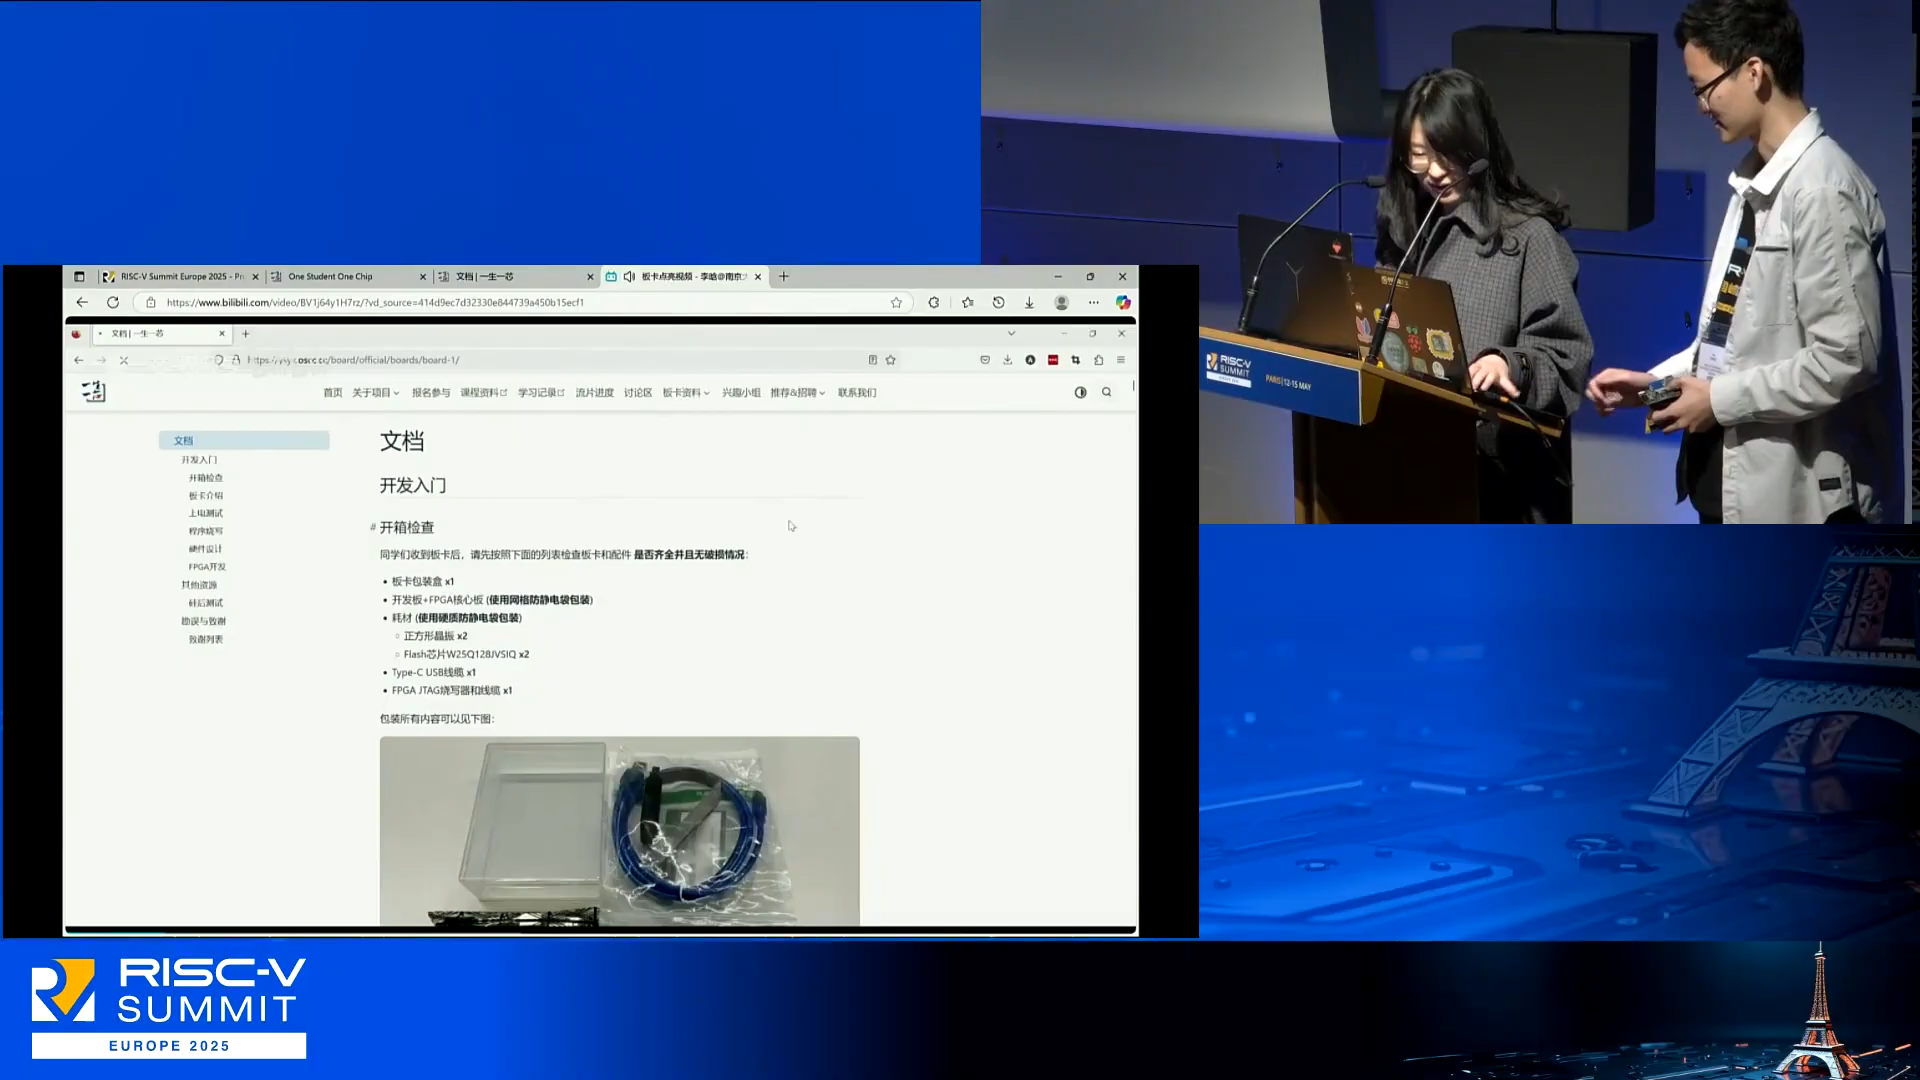 RISC-V Summit Europe 2025 - Pr
One Student One Chip
文档 | 一生一芯
板卡点亮视频 - 李晗@南京
https://www.bilibili.com/video/BV1j64y1H7rz/?vd_source=414d9ec7d32330e844739a450b15ecf1
文档 | 一生一芯
https://ysyx.oscc.cc/board/official/boards/board-1/
首页 关于项目 报名参与 课程资料 学习记录 流片进度 讨论区 板卡资料 兴趣小组 推荐&招聘 联系我们
文档
开发入门
开箱检查
板卡介绍
上电测试
程序烧写
硬件设计
FPGA开发
其他资源
硅后测试
勘误与致谢
致谢列表
文档
开发入门
# 开箱检查
同学们收到板卡后，请先按照下面的列表检查板卡和配件 是否齐全并且无破损情况:
• 板卡包装盒 x1
• 开发板+FPGA核心板 (使用网格防静电袋包装)
• 耗材 (使用硬质防静电袋包装)
◦ 正方形晶振 x2
◦ Flash芯片W25Q128JVSIQ x2
• Type-C USB线缆 x1
• FPGA JTAG烧写器和线缆 x1
包装所有内容可以见下图:
RISC-V
SUMMIT
PARIS | 12-15 MAY
RISC-V
SUMMIT
EUROPE 2025